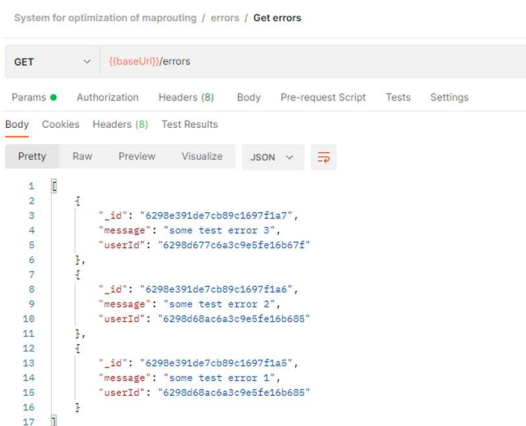 System for optimization of maprouting / errors / Get errors
GET {{baseUrl}}/errors
Params Authorization Headers (8) Body Pre-request Script Tests Settings
Body Cookies Headers (8) Test Results
Pretty Raw Preview Visualize JSON
1 [
2 {
3 "_id": "6298e391de7cb89c1697f1a7",
4 "message": "some test error 3",
5 "userId": "6298d677c6a3c9e5fe16b67f"
6 },
7 {
8 "_id": "6298e391de7cb89c1697f1a6",
9 "message": "some test error 2",
10 "userId": "6298d68ac6a3c9e5fe16b685"
11 },
12 {
13 "_id": "6298e391de7cb89c1697f1a5",
14 "message": "some test error 1",
15 "userId": "6298d68ac6a3c9e5fe16b685"
16 }
17 ]